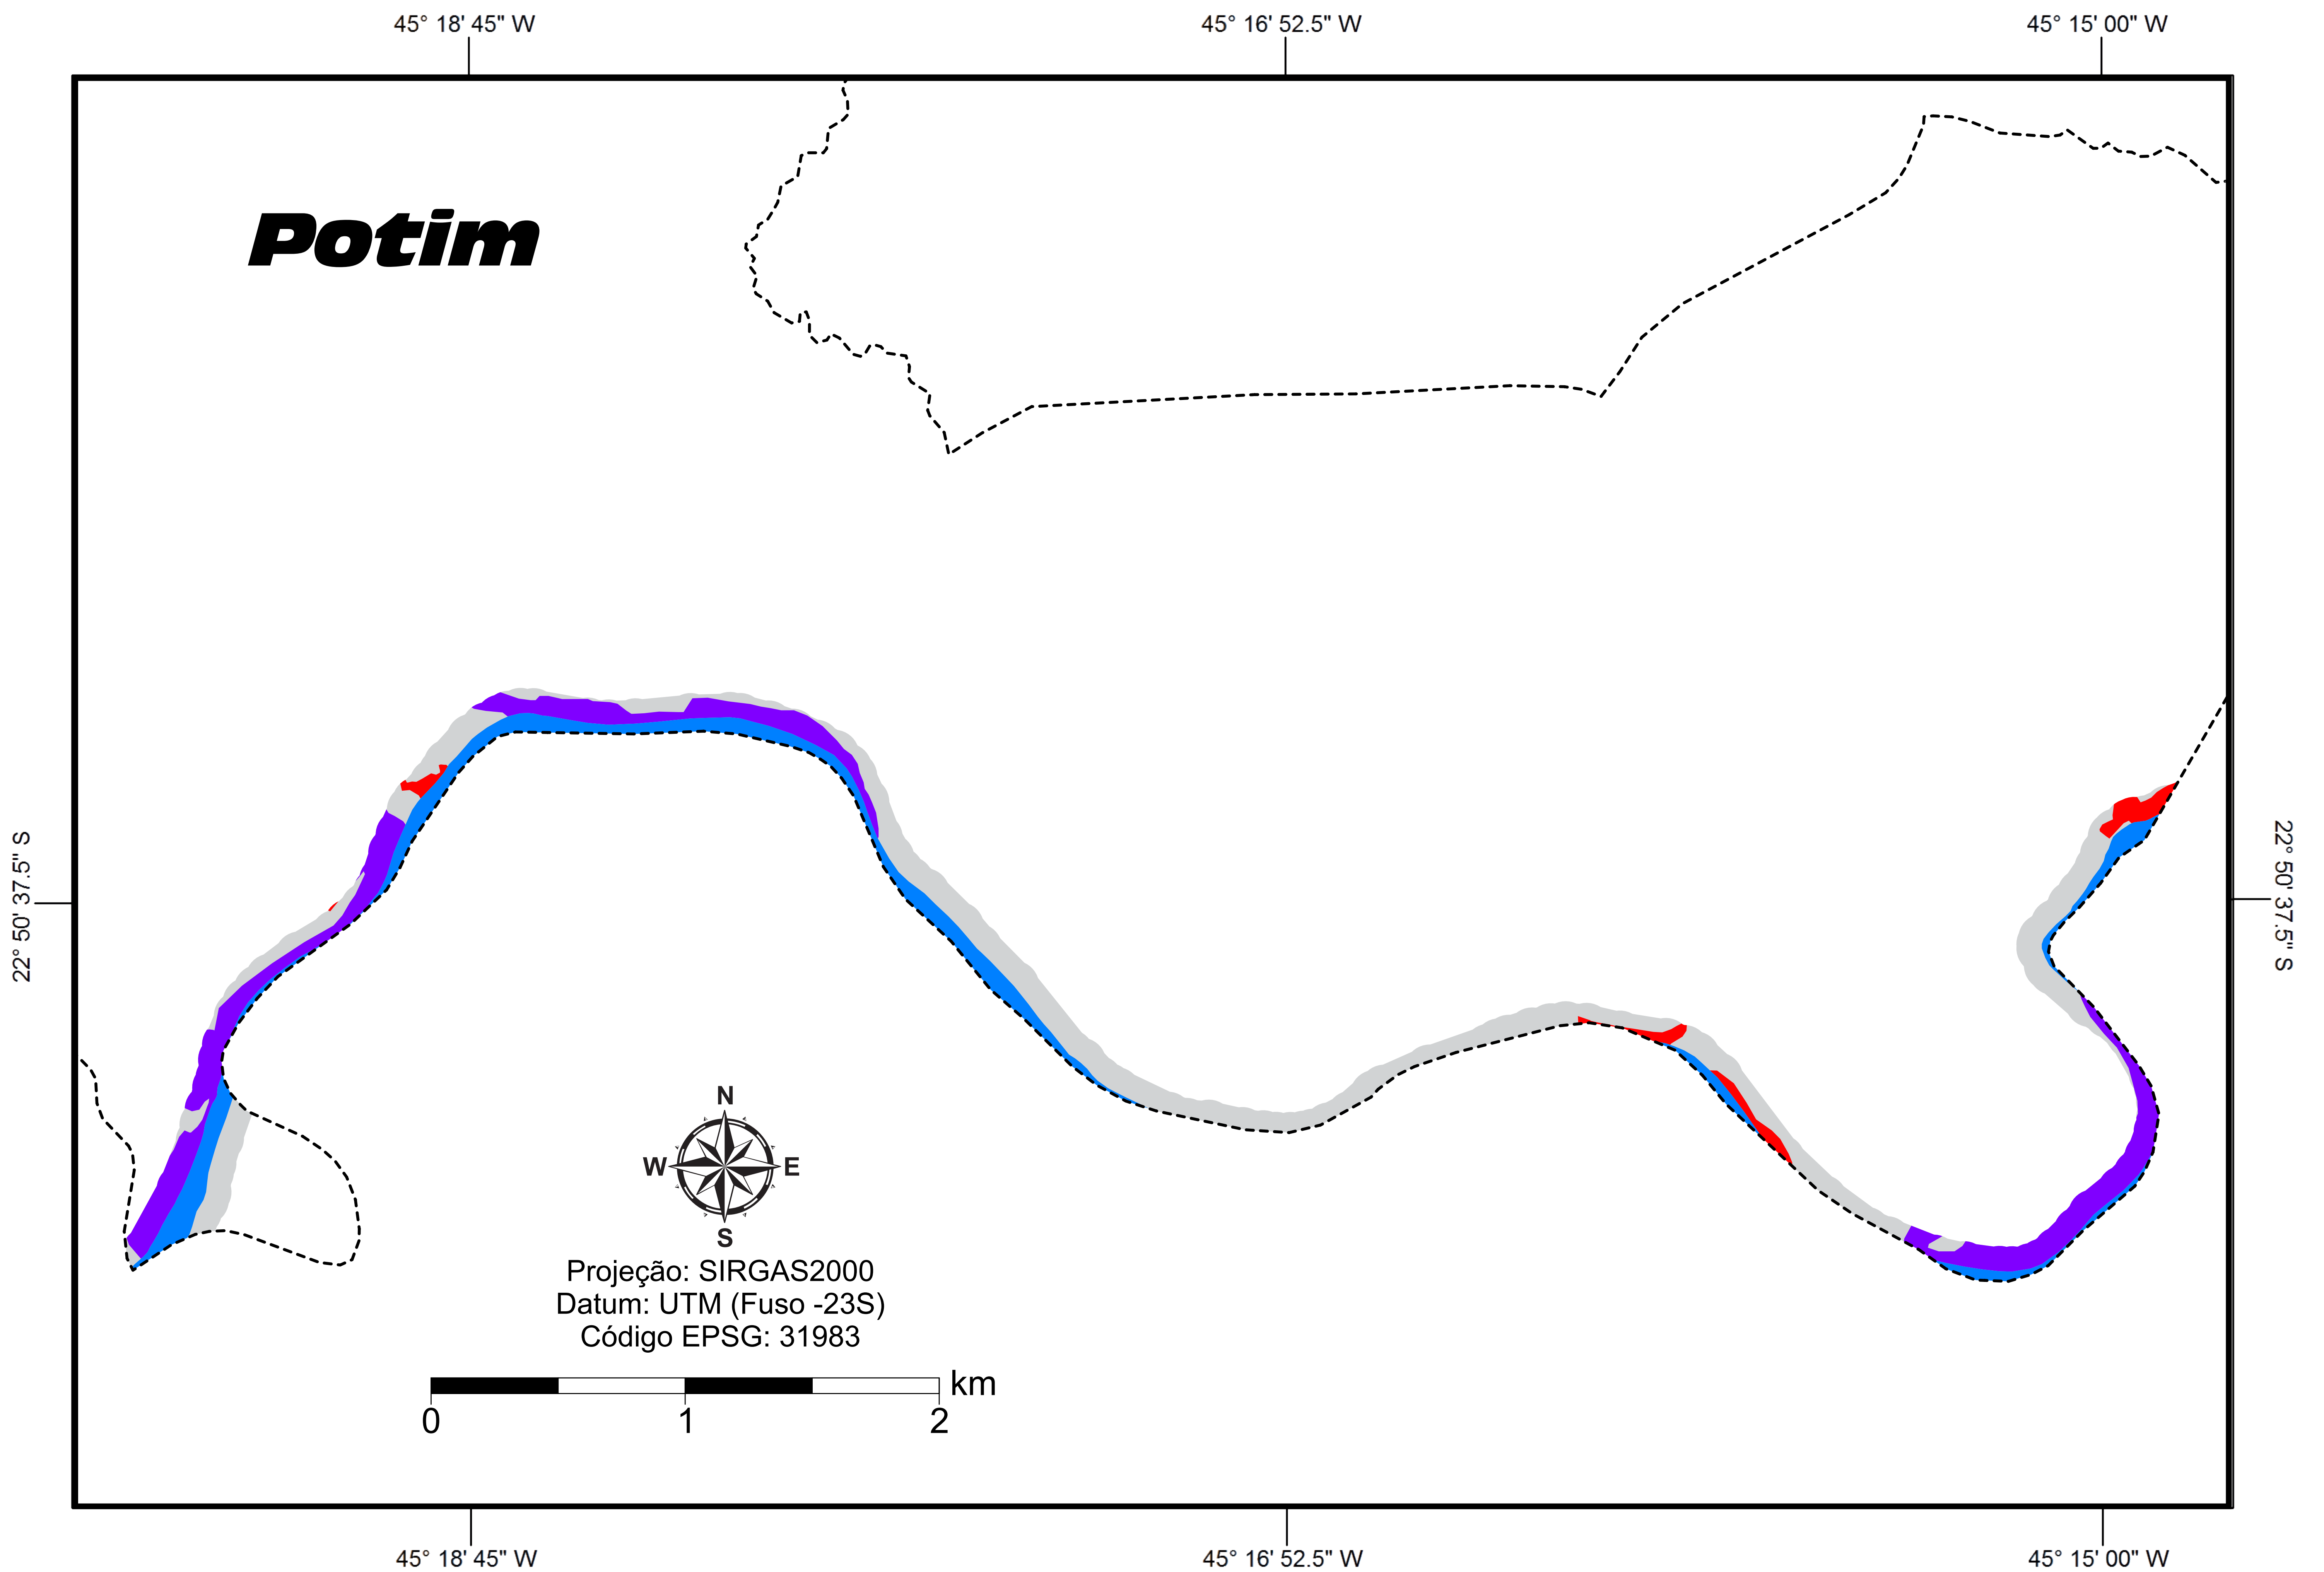 45° 18' 45" W
45° 16' 52.5" W
45° 15' 00" W
Potim
22° 50' 37.5" S
22° 50' 37.5" S
N
W
E
S
Projeção: SIRGAS2000
Datum: UTM (Fuso -23S)
Código EPSG: 31983
km
0
1
2
45° 18' 45" W
45° 16' 52.5" W
45° 15' 00" W